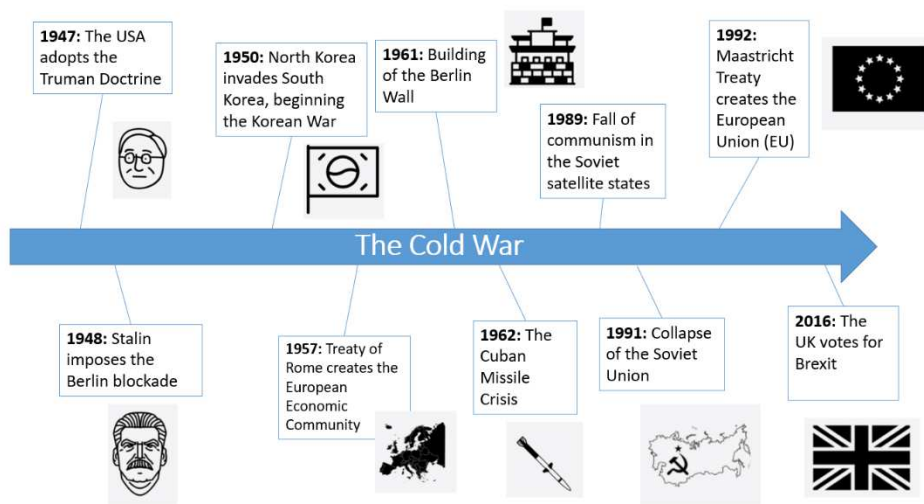 1947: The USA
adopts the
Truman Doctrine
1950: North Korea
invades South
Korea, beginning
the Korean War
1961: Building
of the Berlin
Wall
1989: Fall of
communism in
the Soviet
satellite states
1992:
Maastricht
Treaty
creates the
European
Union (EU)
The Cold War
1948: Stalin
imposes the
Berlin blockade
1957: Treaty of
Rome creates the
European
Economic
Community
1962: The
Cuban
Missile
Crisis
1991: Collapse
of the Soviet
Union
2016: The
UK votes for
Brexit